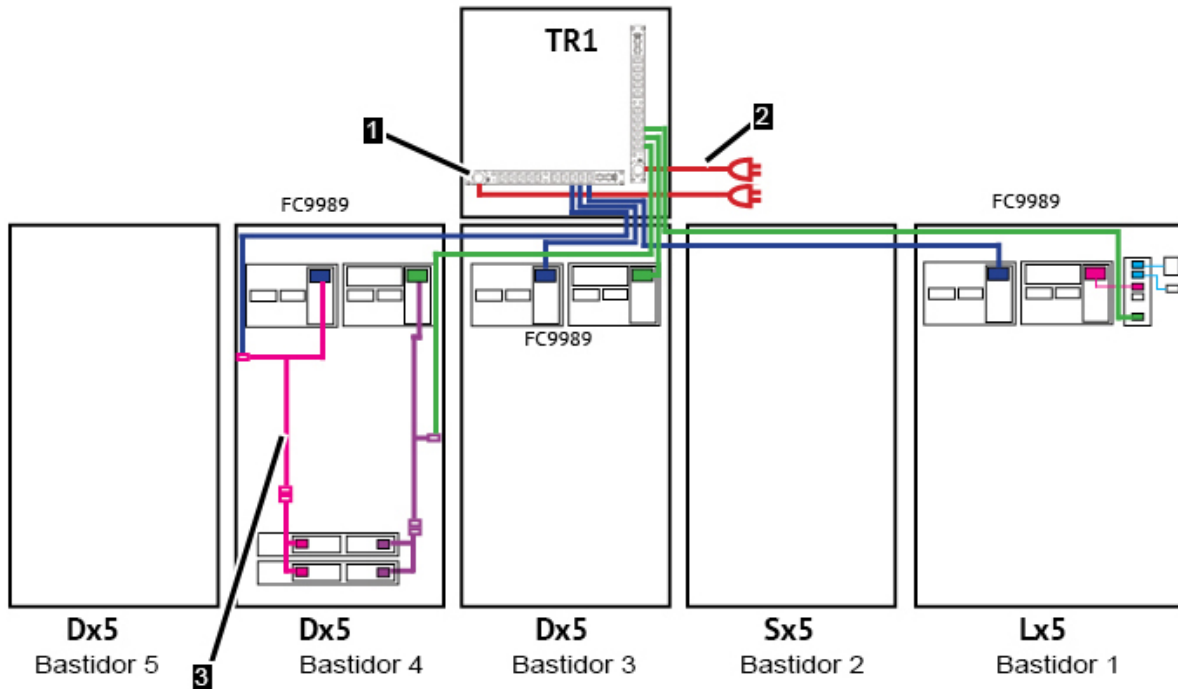 TR1
1
2
FC9989
FC9989
FC9989
Dx5
Bastidor 5
Dx5
Bastidor 4
Dx5
Bastidor 3
Sx5
Bastidor 2
Lx5
Bastidor 1
3